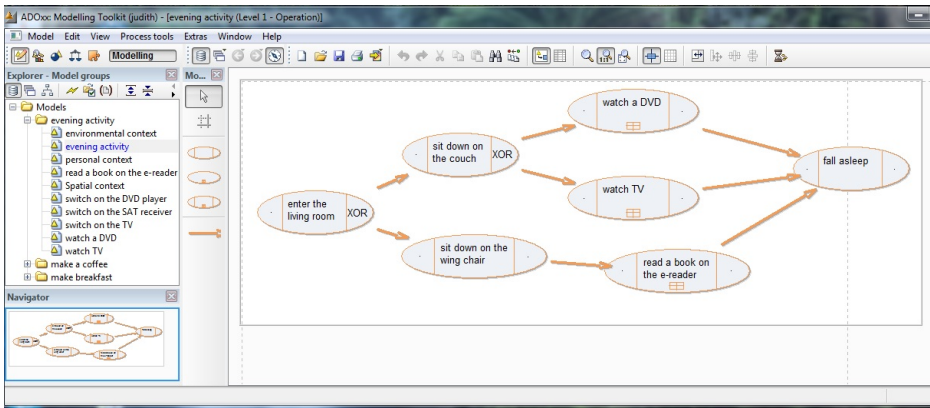 ADOxx: Modelling Toolkit (judith) - [evening activity (Level 1 - Operation)]
Model Edit View Process tools Extras Window Help
Modelling
Explorer - Model groups
Mo...
Models
evening activity
environmental context
evening activity
personal context
read a book on the e-reader
Spatial context
switch on the DVD player
switch on the SAT receiver
switch on the TV
watch a DVD
watch TV
make a coffee
make breakfast
Navigator
watch a DVD
sit down on
the couch
XOR
fall asleep
watch TV
enter the
living room
XOR
sit down on the
wing chair
read a book on
the e-reader